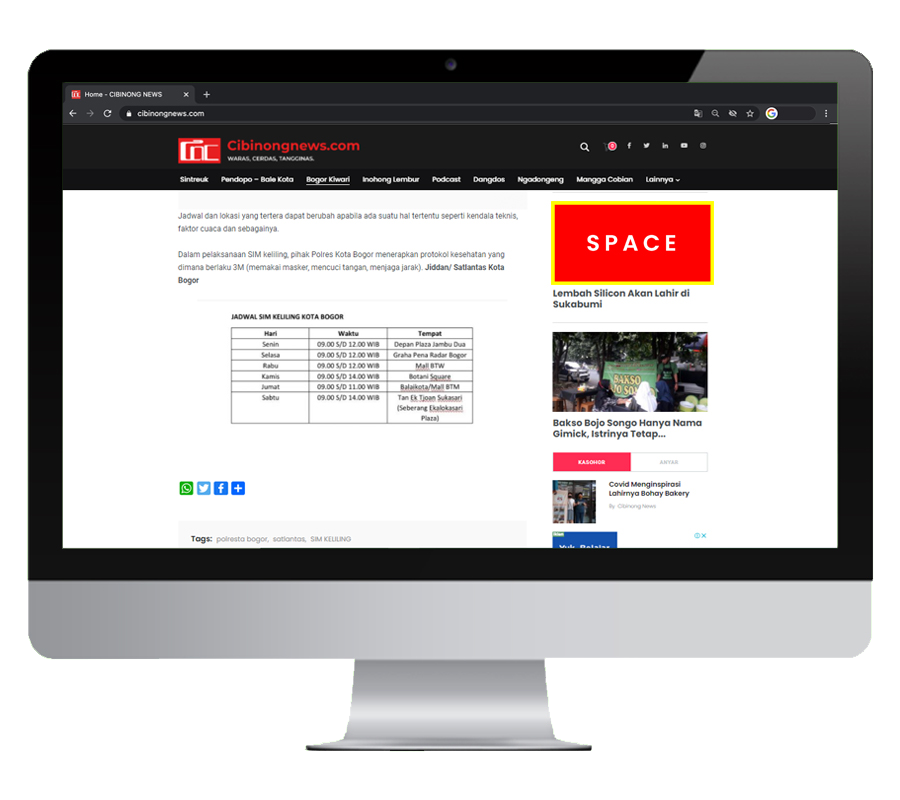 Home - CIBINONG NEWS
cibinongnews.com
Cibinongnews.com
WARAS, CERDAS, TANGGINAS.
0
Sintreuk Pendopo – Bale Kota Bogor Kiwari Inohong Lembur Podcast Dangdos Ngadongeng Mangga Cobian Lainnya
Jadwal dan lokasi yang tertera dapat berubah apabila ada suatu hal tertentu seperti kendala teknis,
faktor cuaca dan sebagainya.
Dalam pelaksanaan SIM keliling, pihak Polres Kota Bogor menerapkan protokol kesehatan yang
dimana berlaku 3M (memakai masker, mencuci tangan, menjaga jarak). Jiddan/ Satlantas Kota
Bogor
JADWAL SIM KELILING KOTA BOGOR
Hari Waktu Tempat
Senin 09.00 S/D 12.00 WIB Depan Plaza Jambu Dua
Selasa 09.00 S/D 12.00 WIB Graha Pena Radar Bogor
Rabu 09.00 S/D 12.00 WIB Mall BTW
Kamis 09.00 S/D 14.00 WIB Botani Square
Jumat 09.00 S/D 11.00 WIB Balaikota/Mall BTM
Sabtu 09.00 S/D 14.00 WIB Tan Ek Tjoan Sukasari
(Seberang Ekalokasari
Plaza)
Tags: polresta bogor, satlantas, SIM KELILING
SPACE
Lembah Silicon Akan Lahir di
Sukabumi
BAKSO
Bakso Bojo Songo Hanya Nama
Gimick, Istrinya Tetap...
KASOHOR ANYAR
Covid Menginspirasi
Lahirnya Bohay Bakery
By Cibinong News
Yuk Belajar